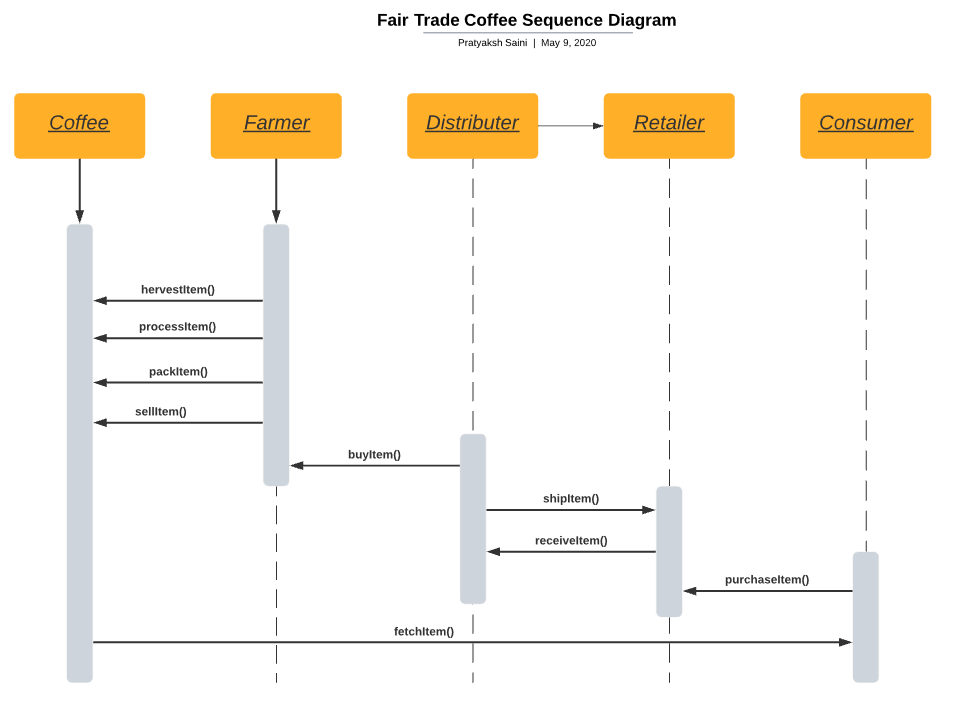 Fair Trade Coffee Sequence Diagram
Pratyaksh Saini | May 9, 2020
Coffee
Farmer
Distributer
Retailer
Consumer
hervestItem()
processItem()
packItem()
sellItem()
buyItem()
shipItem()
receiveItem()
purchaseItem()
fetchItem()